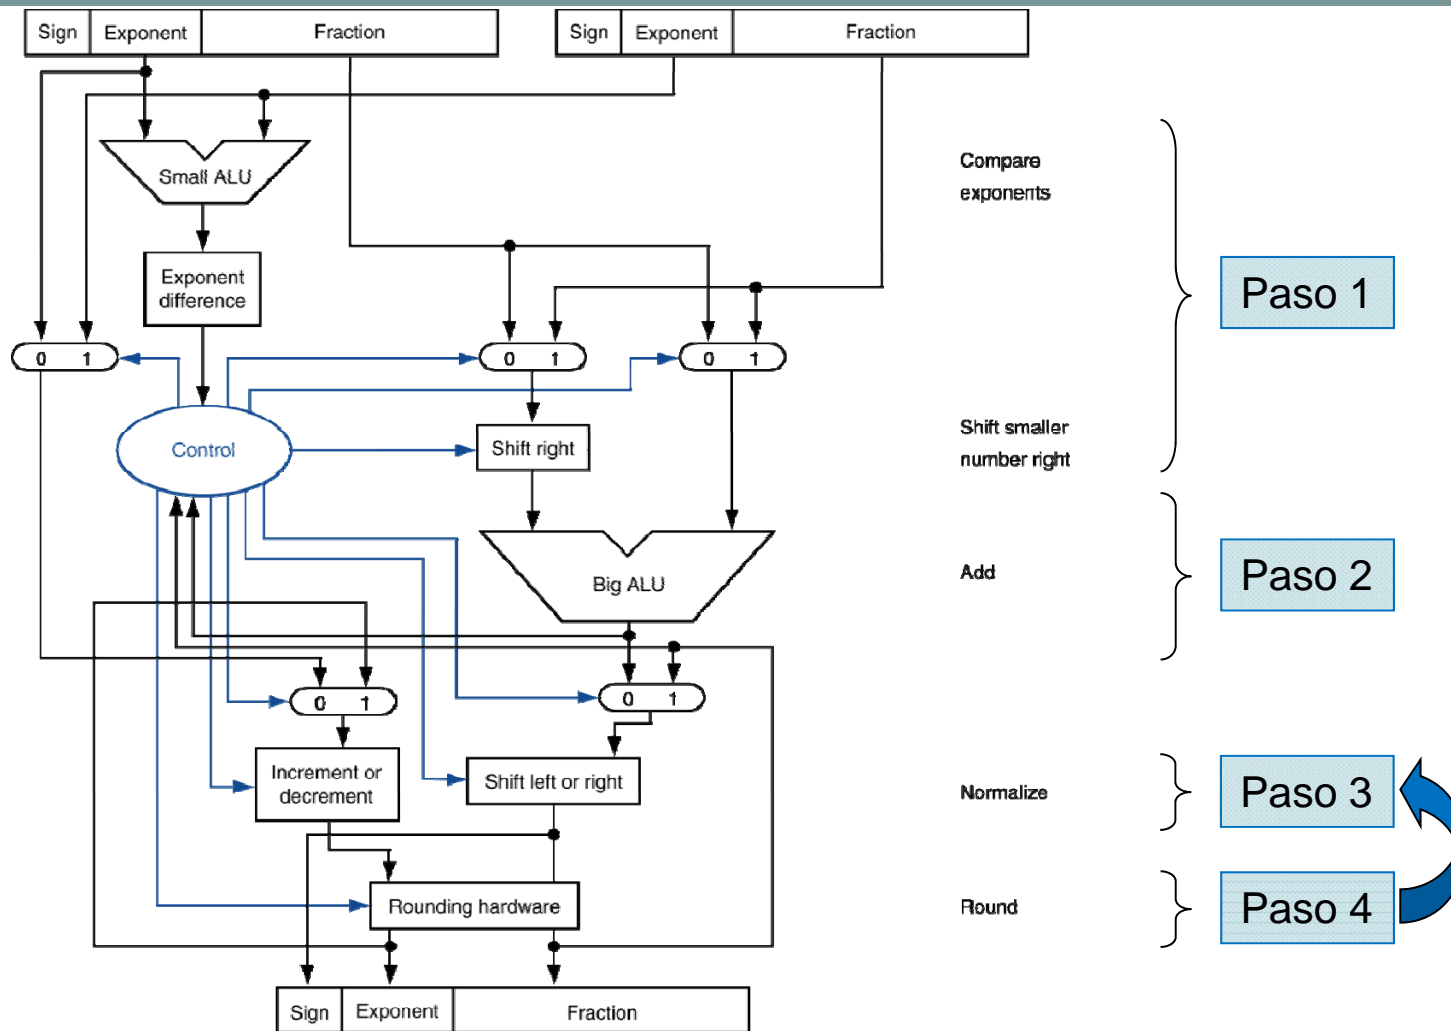 Sign Exponent Fraction
Sign Exponent Fraction
Small ALU
Compare
exponents
Exponent
difference
Paso 1
0 1
0 1
0 1
Control
Shift right
Shift smaller
number right
Big ALU
Add
Paso 2
0 1
0 1
Increment or
decrement
Shift left or right
Normalize
Paso 3
Rounding hardware
Round
Paso 4
Sign Exponent Fraction